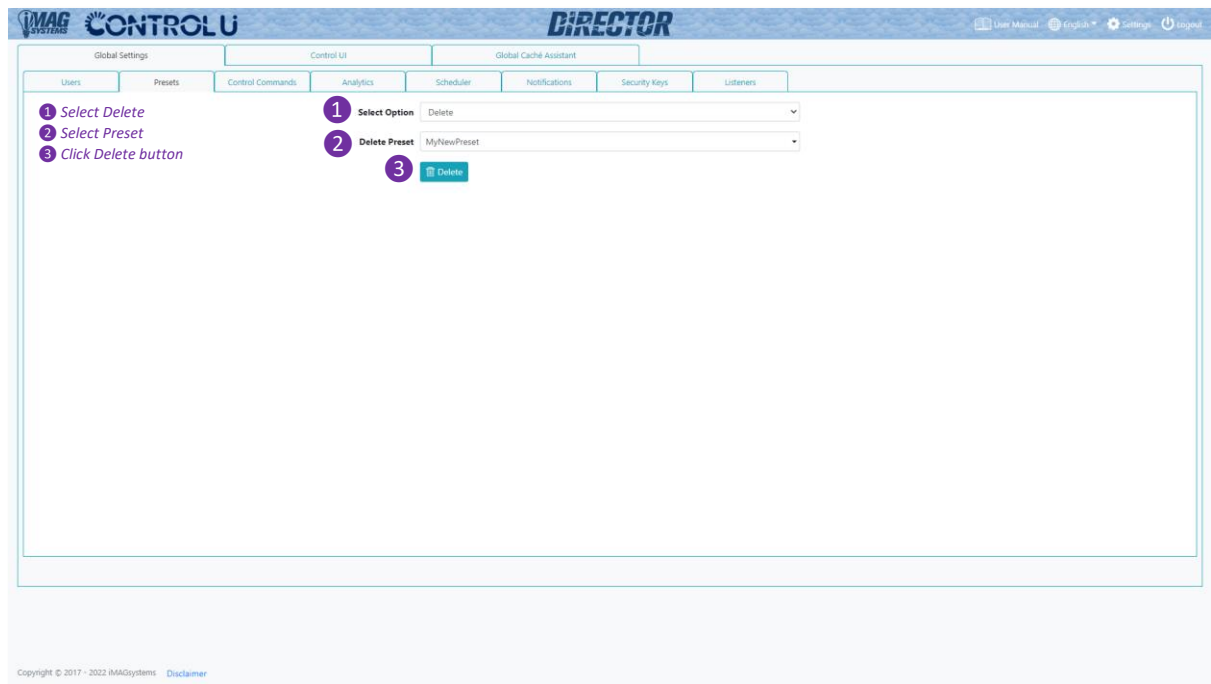 iMAG SYSTEMS CONTROLU DiRECTOR User Manual English Settings Logout
Global Settings Control UI Global Caché Assistant
Users Presets Control Commands Analytics Scheduler Notifications Security Keys Listeners
1 Select Delete
2 Select Preset
3 Click Delete button
1 Select Option Delete
2 Delete Preset MyNewPreset
3 Delete
Copyright © 2017 - 2022 iMAGsystems Disclaimer